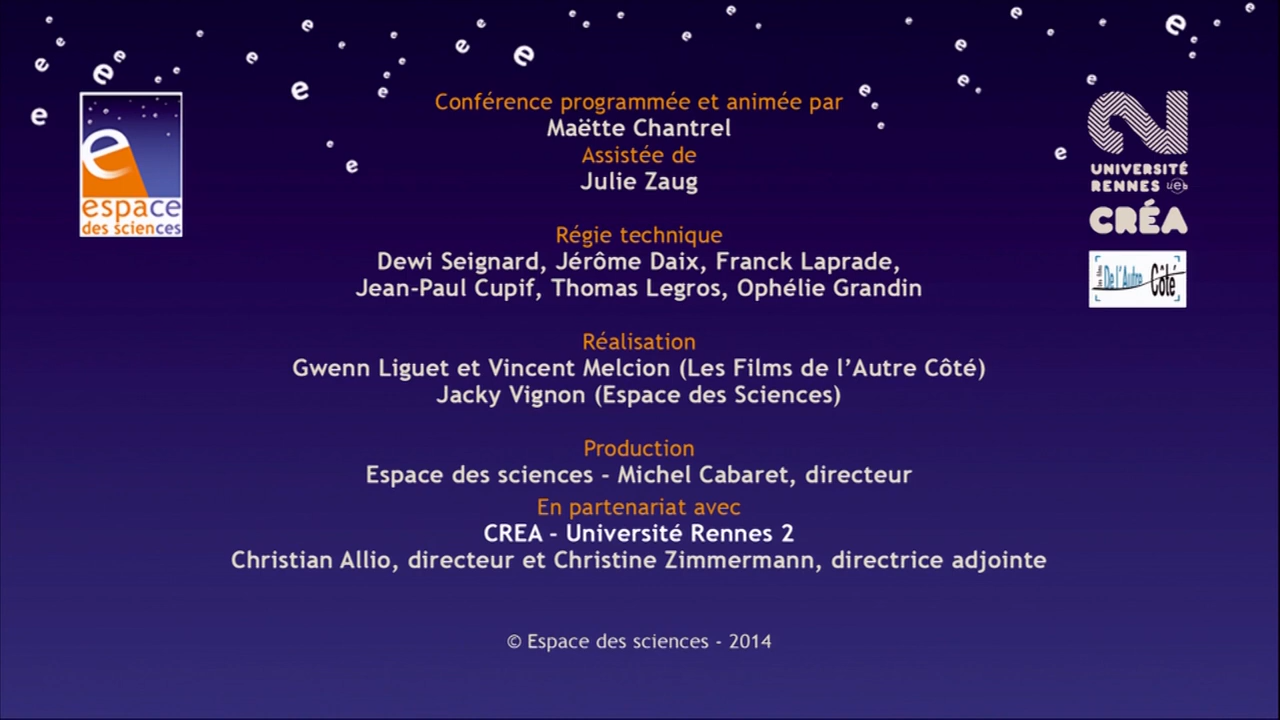 Conférence programmée et animée par
Maëtte Chantrel
Assistée de
Julie Zaug
Régie technique
Dewi Seignard, Jérôme Daix, Franck Laprade,
Jean-Paul Cupif, Thomas Legros, Ophélie Grandin
Réalisation
Gwenn Liguet et Vincent Melcion (Les Films de l’Autre Côté)
Jacky Vignon (Espace des Sciences)
Production
Espace des sciences - Michel Cabaret, directeur
En partenariat avec
CREA - Université Rennes 2
Christian Allio, directeur et Christine Zimmermann, directrice adjointe
© Espace des sciences - 2014
e
espace
des sciences
2
UNIVERSITÉ
RENNES ueb
CRÉA
les films
De l'Autre Côté